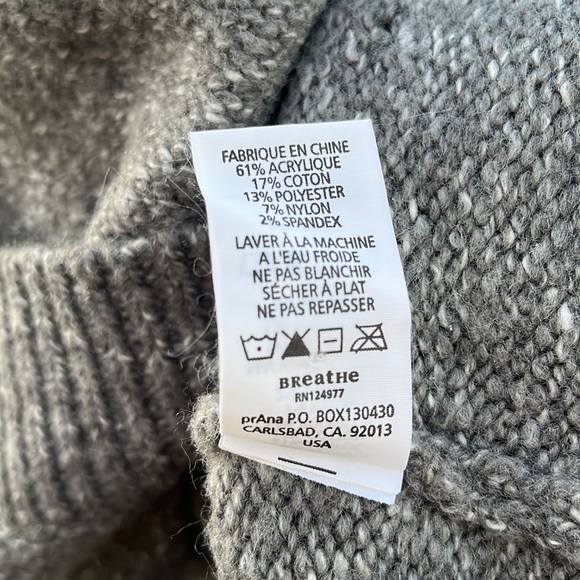 FABRIQUE EN CHINE
61% ACRYLIQUE
17% COTON
13% POLYESTER
7% NYLON
2% SPANDEX
LAVER À LA MACHINE
A L'EAU FROIDE
NE PAS BLANCHIR
SÉCHER À PLAT
NE PAS REPASSER
BReatHe
RN124977
prAna P.O. BOX130430
CARLSBAD, CA. 92013
USA